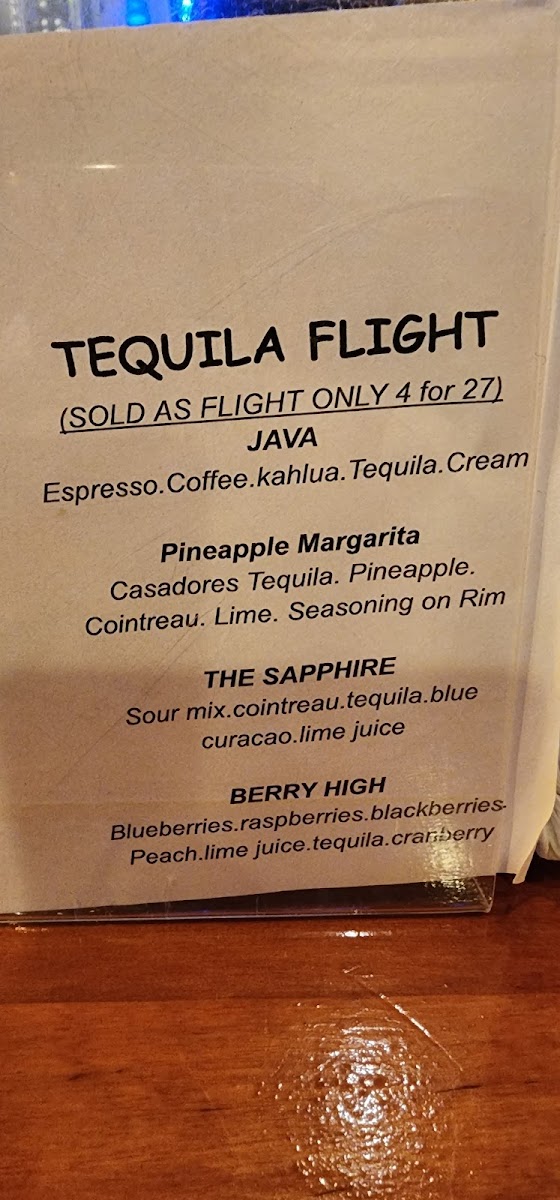 TEQUILA FLIGHT
(SOLD AS FLIGHT ONLY 4 for 27)
JAVA
Espresso.Coffee.kahlua.Tequila.Cream
Pineapple Margarita
Casadores Tequila. Pineapple.
Cointreau. Lime. Seasoning on Rim
THE SAPPHIRE
Sour mix.cointreau.tequila.blue
curacao.lime juice
BERRY HIGH
Blueberries.raspberries.blackberries.
Peach.lime juice.tequila.cranberry